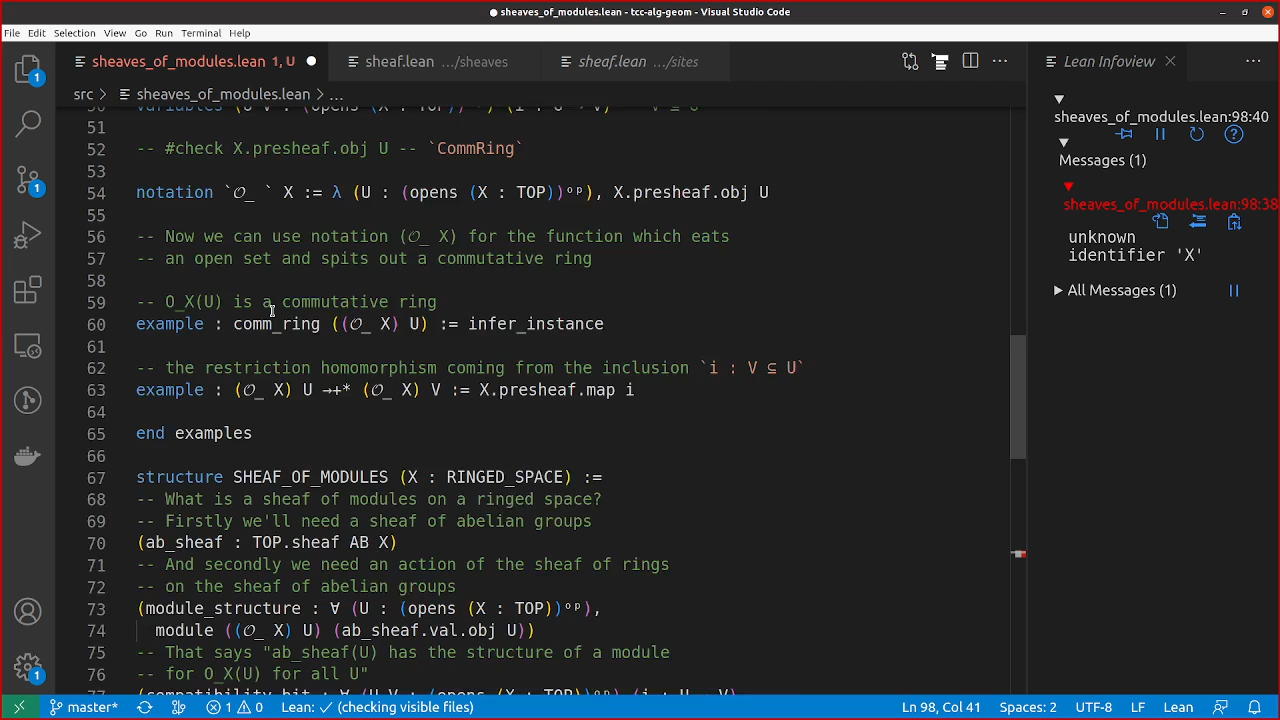 sheaves_of_modules.lean - tcc-alg-geom - Visual Studio Code
File Edit Selection View Go Run Terminal Help
sheaves_of_modules.lean 1, U
sheaf.lean .../sheaves
sheaf.lean .../sites
Lean Infoview
src > sheaves_of_modules.lean > ...
51
52 -- #check X.presheaf.obj U -- `CommRing`
53
54 notation `𝒪_ ` X := λ (U : (opens (X : TOP))ᵒᵖ), X.presheaf.obj U
55
56 -- Now we can use notation (𝒪_ X) for the function which eats
57 -- an open set and spits out a commutative ring
58
59 -- O_X(U) is a commutative ring
60 example : comm_ring ((𝒪_ X) U) := infer_instance
61
62 -- the restriction homomorphism coming from the inclusion `i : V ⊆ U`
63 example : (𝒪_ X) U →+* (𝒪_ X) V := X.presheaf.map i
64
65 end examples
66
67 structure SHEAF_OF_MODULES (X : RINGED_SPACE) :=
68 -- What is a sheaf of modules on a ringed space?
69 -- Firstly we'll need a sheaf of abelian groups
70 (ab_sheaf : TOP.sheaf AB X)
71 -- And secondly we need an action of the sheaf of rings
72 -- on the sheaf of abelian groups
73 (module_structure : ∀ (U : (opens (X : TOP))ᵒᵖ),
74 module ((𝒪_ X) U) (ab_sheaf.val.obj U))
75 -- That says "ab_sheaf(U) has the structure of a module
76 -- for O_X(U) for all U"
sheaves_of_modules.lean:98:40
Messages (1)
sheaves_of_modules.lean:98:38
unknown
identifier 'X'
All Messages (1)
1
1
1
master* 1 0 Lean: ✓ (checking visible files) Ln 98, Col 41 Spaces: 2 UTF-8 LF Lean